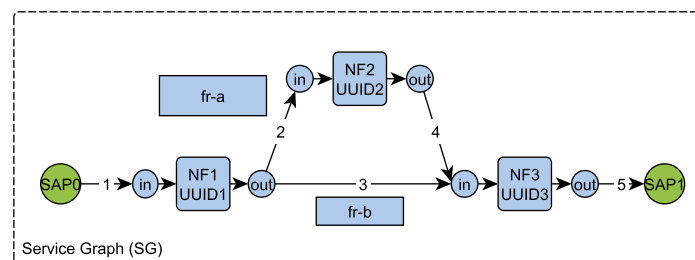 in
NF2
UUID2
out
fr-a
2
4
SAP0
1
in
NF1
UUID1
out
3
in
NF3
UUID3
out
5
SAP1
fr-b
Service Graph (SG)